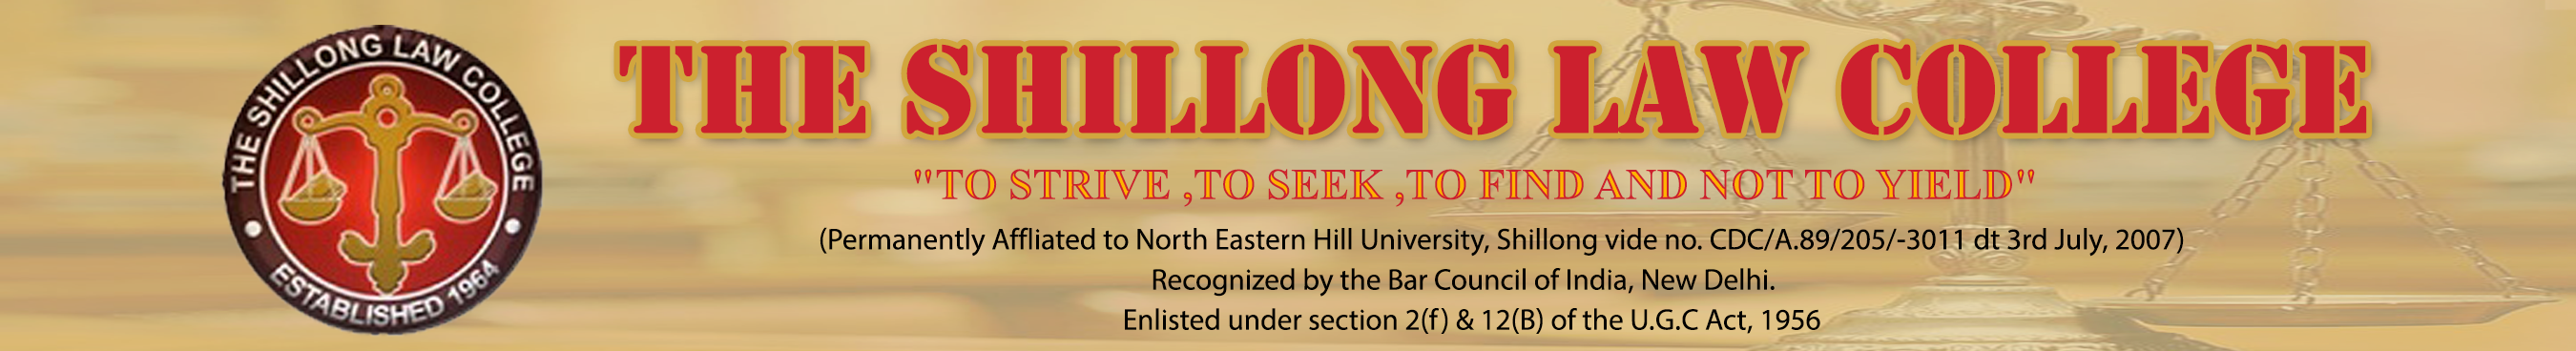 THE SHILLONG LAW COLLEGE
ESTABLISHED 1964
THE SHILLONG LAW COLLEGE
"TO STRIVE ,TO SEEK ,TO FIND AND NOT TO YIELD"
(Permanently Affliated to North Eastern Hill University, Shillong vide no. CDC/A.89/205/-3011 dt 3rd July, 2007)
Recognized by the Bar Council of India, New Delhi.
Enlisted under section 2(f) & 12(B) of the U.G.C Act, 1956